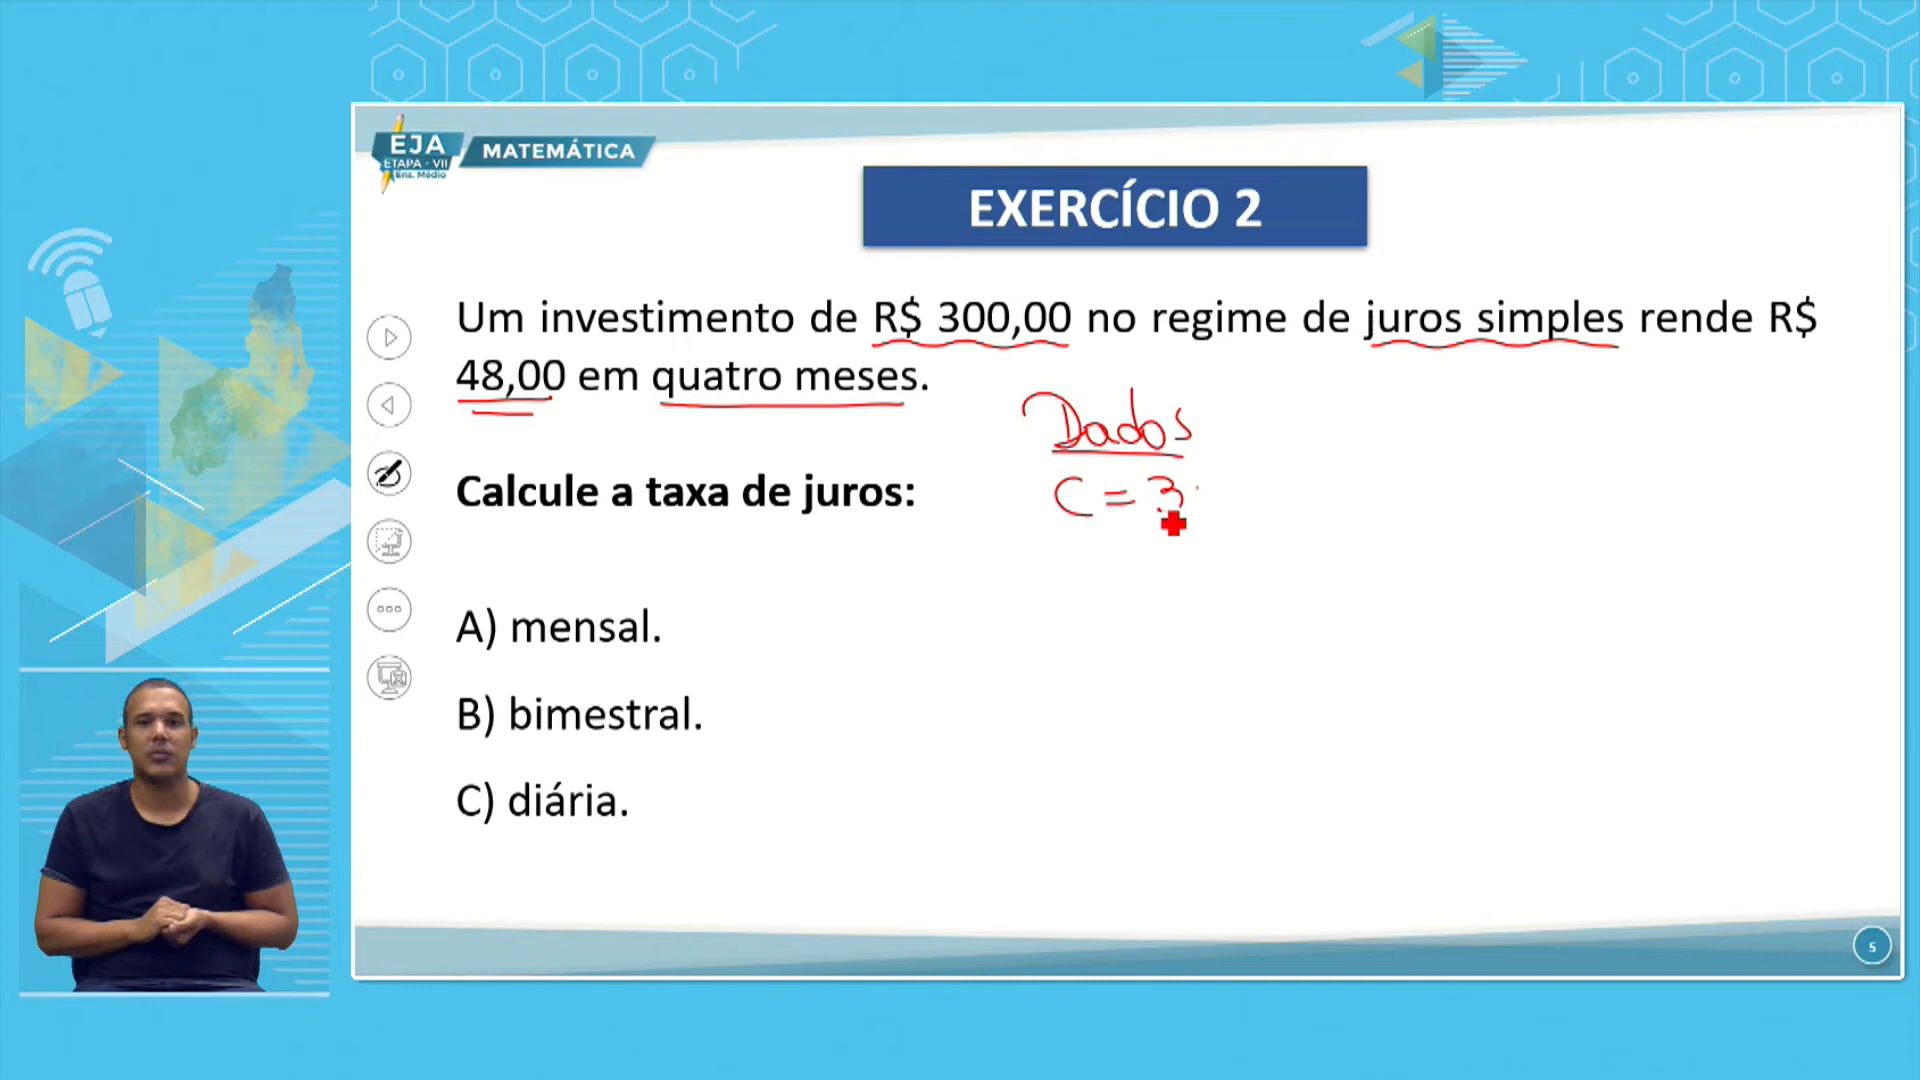 EJA
ETAPA - VII
Ens. Médio
MATEMÁTICA
EXERCÍCIO 2
Um investimento de R$ 300,00 no regime de juros simples rende R$
48,00 em quatro meses.
Dados
Calcule a taxa de juros:
C = 3
A) mensal.
B) bimestral.
C) diária.
5